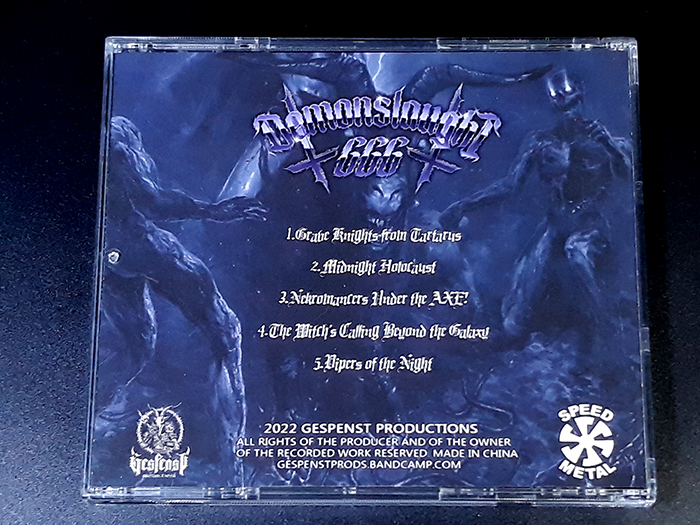 Demonslaught
666
1.Grave Knights from Tartarus
2.Midnight Holocaust
3.Nekromancers Under the AXE!
4.The Witch's Calling Beyond the Galaxy
5.Vipers of the Night
2022 GESPENST PRODUCTIONS
ALL RIGHTS OF THE PRODUCER AND OF THE OWNER
OF THE RECORDED WORK RESERVED MADE IN CHINA
GESPENSTPRODS.BANDCAMP.COM
Gespenst
SPEED
METAL